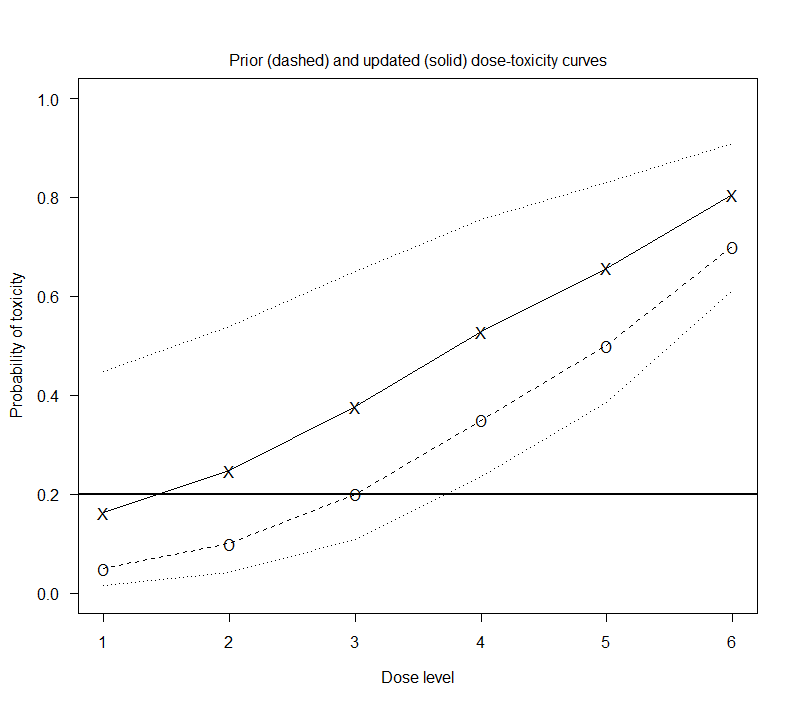 Prior (dashed) and updated (solid) dose-toxicity curves
1.0
0.8
0.6
0.4
0.2
0.0
Probability of toxicity
X
X
X
X
X
X
O
O
O
O
O
O
1 2 3 4 5 6
Dose level